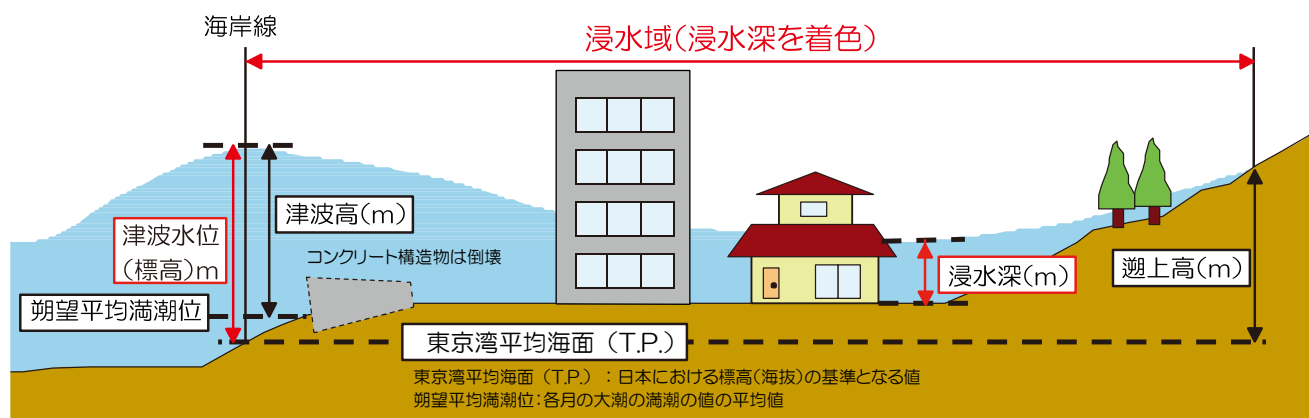 海岸線
浸水域(浸水深を着色)
津波高(m)
津波水位
(標高)m
コンクリート構造物は倒壊
朔望平均満潮位
浸水深(m)
遡上高(m)
東京湾平均海面（T.P.）
東京湾平均海面（T.P.）：日本における標高(海抜)の基準となる値
朔望平均満潮位：各月の大潮の満潮の値の平均値